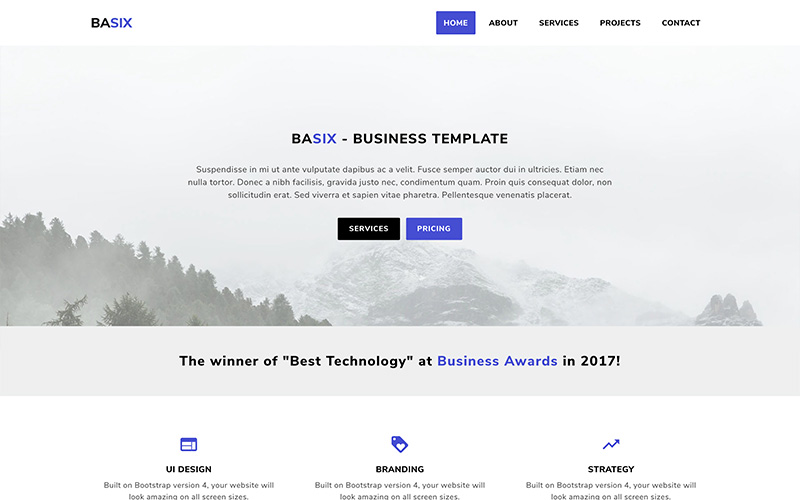 BASIX
HOME ABOUT SERVICES PROJECTS CONTACT
BASIX - BUSINESS TEMPLATE
Suspendisse in mi ut ante vulputate dapibus ac a velit. Fusce semper auctor dui in ultricies. Etiam nec
nulla tortor. Donec a nibh facilisis, gravida justo nec, condimentum quam. Proin quis consequat dolor, non
sollicitudin erat. Sed viverra et sapien vitae pharetra. Pellentesque venenatis placerat.
SERVICES PRICING
The winner of "Best Technology" at Business Awards in 2017!
UI DESIGN
Built on Bootstrap version 4, your website will
look amazing on all screen sizes.
BRANDING
Built on Bootstrap version 4, your website will
look amazing on all screen sizes.
STRATEGY
Built on Bootstrap version 4, your website will
look amazing on all screen sizes.